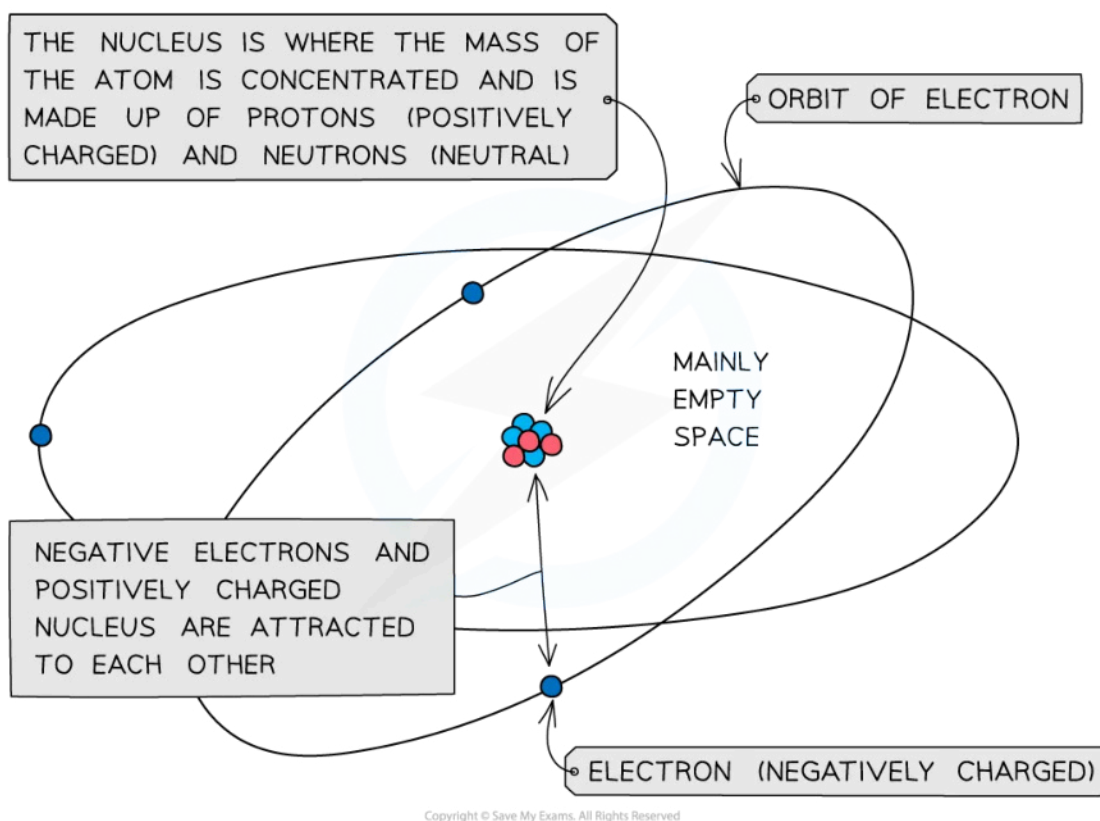 THE NUCLEUS IS WHERE THE MASS OF
THE ATOM IS CONCENTRATED AND IS
MADE UP OF PROTONS (POSITIVELY
CHARGED) AND NEUTRONS (NEUTRAL)
ORBIT OF ELECTRON
MAINLY
EMPTY
SPACE
NEGATIVE ELECTRONS AND
POSITIVELY CHARGED
NUCLEUS ARE ATTRACTED
TO EACH OTHER
ELECTRON (NEGATIVELY CHARGED)
Copyright © Save My Exams. All Rights Reserved